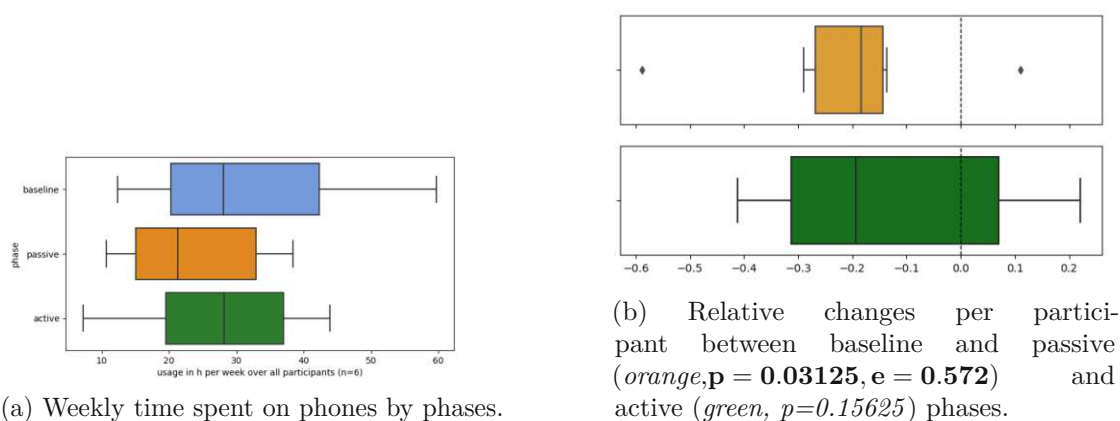 baseline
passive
active
phase
10 20 30 40 50 60
usage in h per week over all participants (n=6)
(a) Weekly time spent on phones by phases.
−0.6 −0.5 −0.4 −0.3 −0.2 −0.1 0.0 0.1 0.2
(b) Relative changes per partici-
pant between baseline and passive
(orange,p = 0.03125, e = 0.572) and
active (green, p=0.15625) phases.